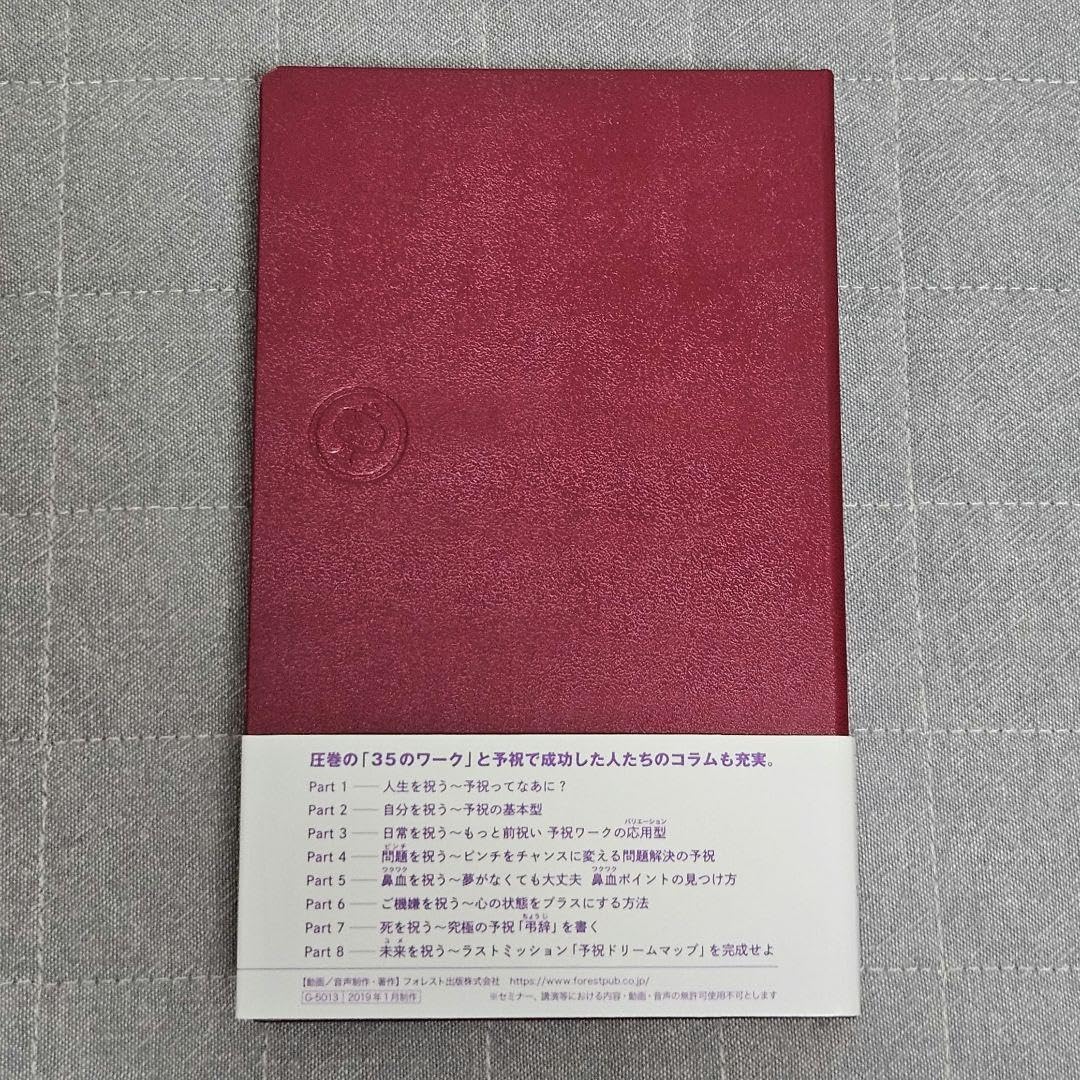 圧巻の「35のワーク」と予祝で成功した人たちのコラムも充実。
Part 1 ── 人生を祝う〜予祝ってなあに？
Part 2 ── 自分を祝う〜予祝の基本型
バリエーション
Part 3 ── 日常を祝う〜もっと前祝い 予祝ワークの応用型
ピンチ
Part 4 ── 問題を祝う〜ピンチをチャンスに変える問題解決の予祝
ワクワク ワクワク
Part 5 ── 鼻血を祝う〜夢がなくても大丈夫 鼻血ポイントの見つけ方
Part 6 ── ご機嫌を祝う〜心の状態をプラスにする方法
ちょうじ
Part 7 ── 死を祝う〜究極の予祝「弔辞」を書く
ユメ
Part 8 ── 未来を祝う〜ラストミッション「予祝ドリームマップ」を完成せよ
【動画／音声制作・著作】フォレスト出版株式会社 https://www.forestpub.co.jp/
G-5013 2019年1月制作 ※セミナー、講演等における内容・動画・音声の無許可使用不可とします